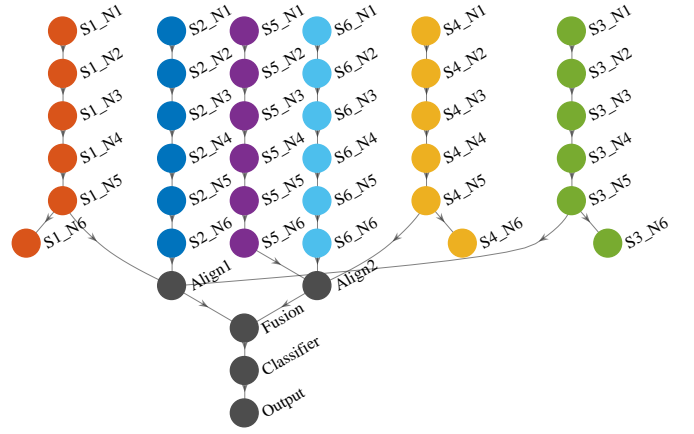 S1_N1
S2_N1
S5_N1
S6_N1
S4_N1
S3_N1
S1_N2
S2_N2
S5_N2
S6_N2
S4_N2
S3_N2
S1_N3
S2_N3
S5_N3
S6_N3
S4_N3
S3_N3
S1_N4
S2_N4
S5_N4
S6_N4
S4_N4
S3_N4
S1_N5
S2_N5
S5_N5
S6_N5
S4_N5
S3_N5
S1_N6
S2_N6
S5_N6
S6_N6
S4_N6
S3_N6
Align1
Align2
Fusion
Classifier
Output